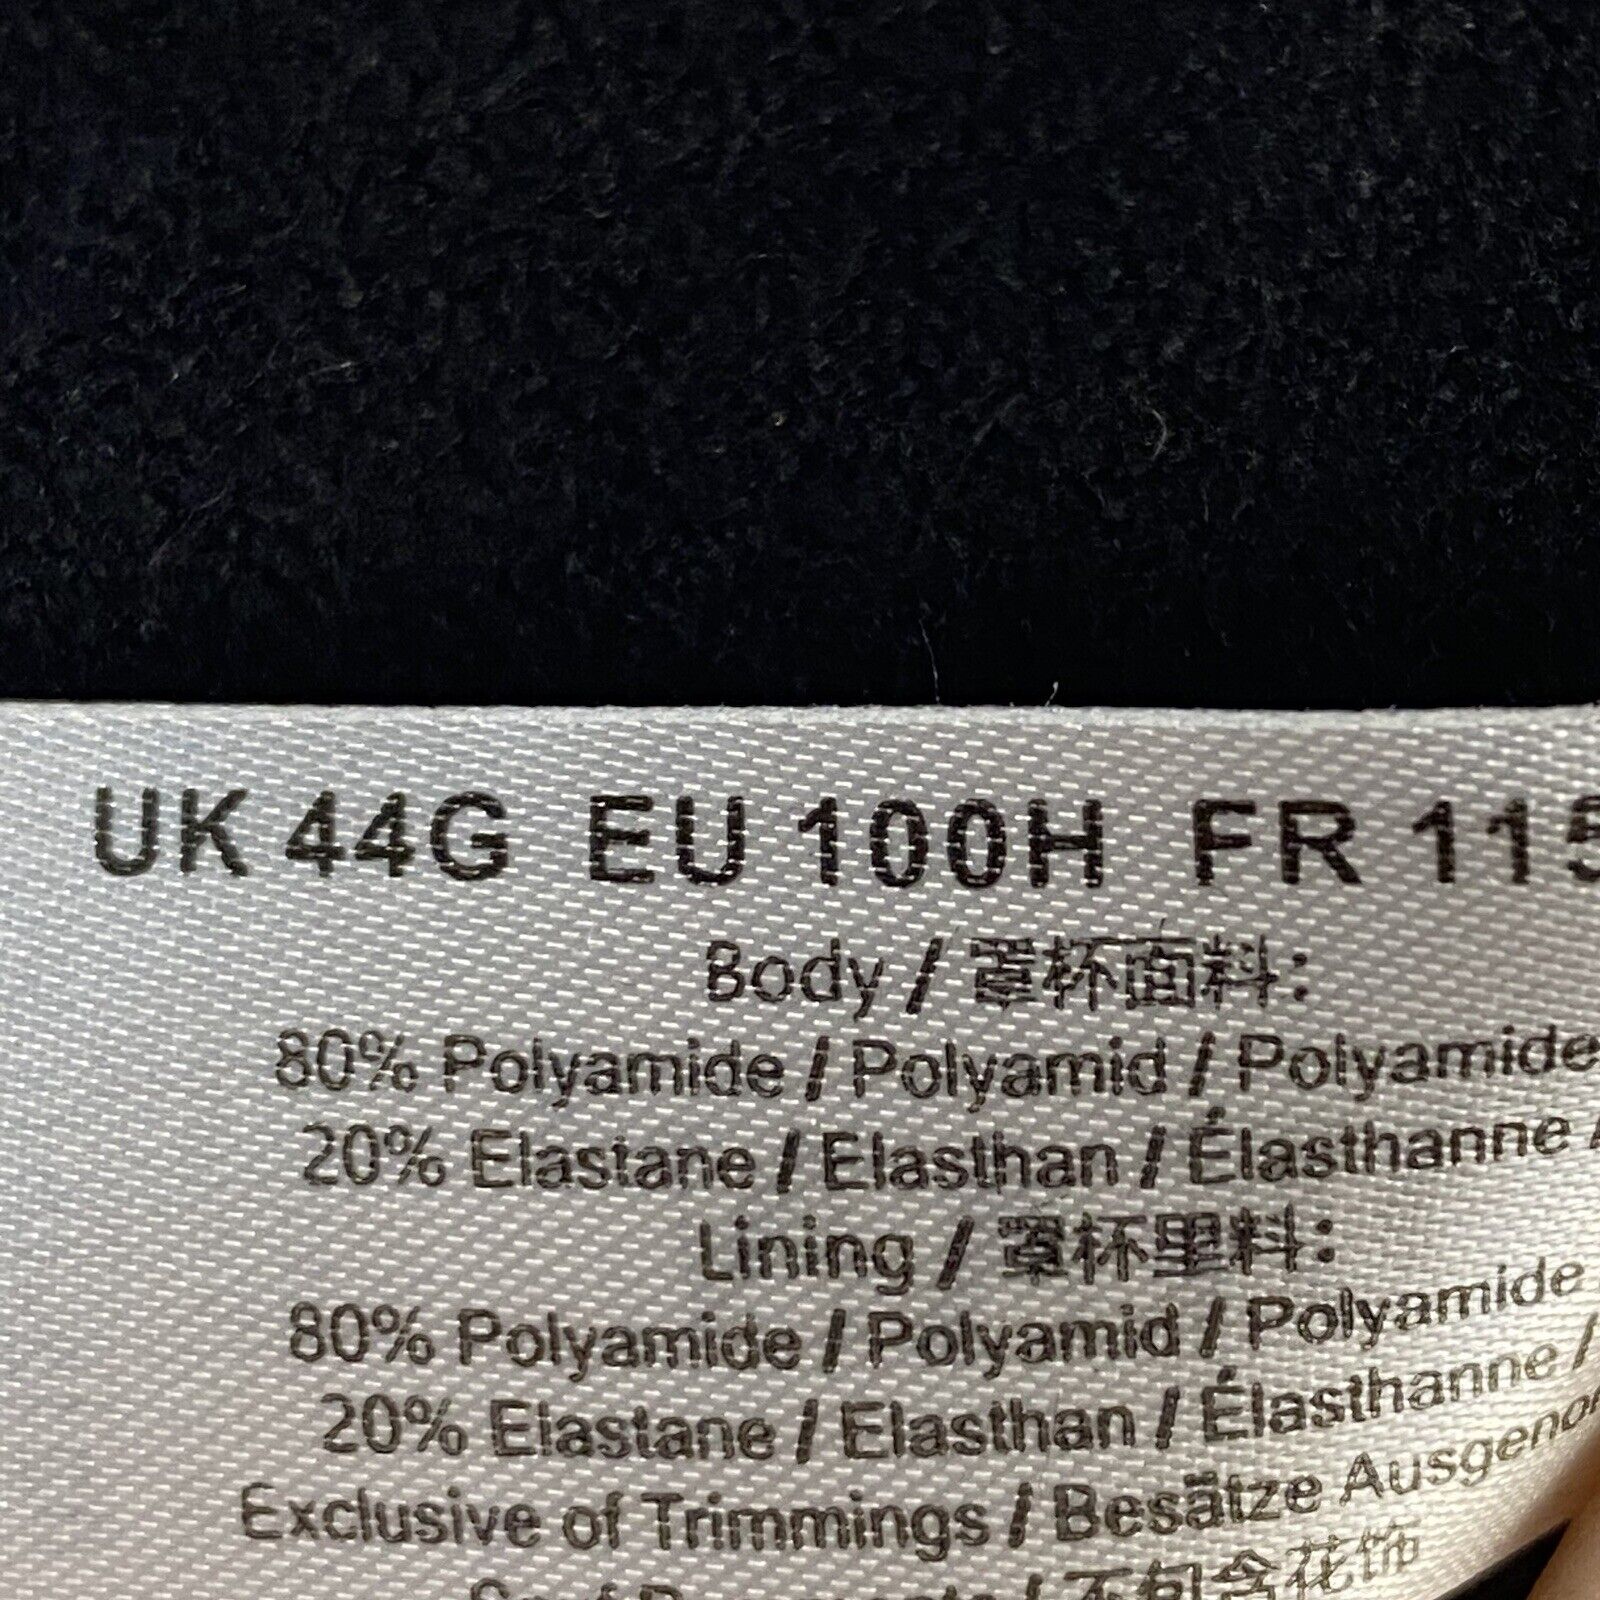 UK 44G EU 100H FR 115
Body / 罩杯面料:
80% Polyamide / Polyamid / Polyamide
20% Elastane / Elasthan / Élasthanne /
Lining / 罩杯里料:
80% Polyamide / Polyamid / Polyamide
20% Elastane / Elasthan / Élasthanne /
Exclusive of Trimmings / Besätze
/ 不包含花饰